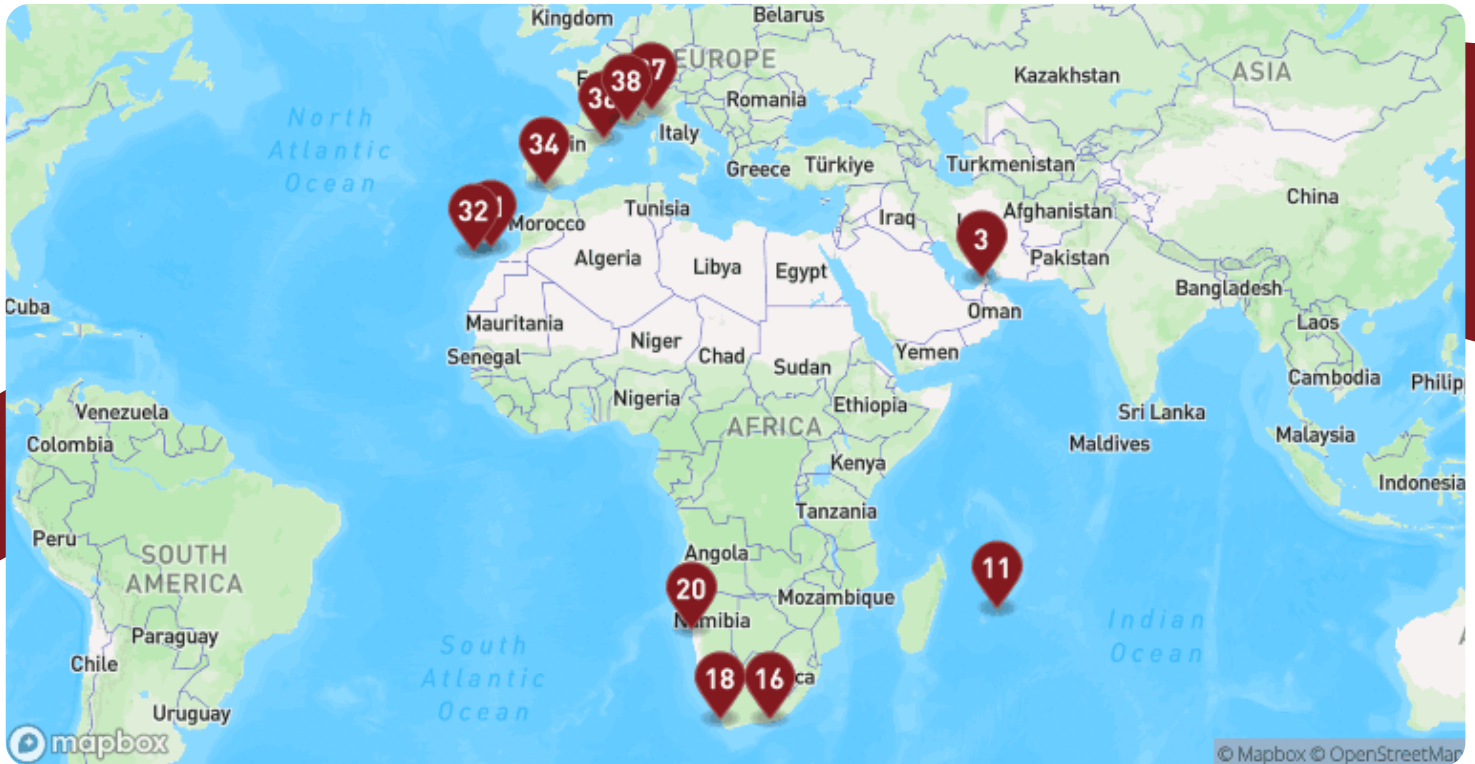 Kingdom
Belarus
EUROPE
37
38
Kazakhstan
ASIA
Romania
34
Italy
Greece
Türkiye
Turkmenistan
China
North
Atlantic
Ocean
32
Morocco
Tunisia
Iraq
Afghanistan
3
Pakistan
Algeria
Libya
Egypt
Bangladesh
Cuba
Oman
Mauritania
Laos
Niger
Chad
Senegal
Sudan
Yemen
Cambodia
Philip
Nigeria
Ethiopia
Venezuela
Sri Lanka
AFRICA
Colombia
Maldives
Malaysia
Kenya
Indonesia
Tanzania
Peru
SOUTH
AMERICA
Angola
11
20
Mozambique
Namibia
Paraguay
Indian
Ocean
South
Atlantic
Ocean
Chile
18
16
ca
Uruguay
mapbox
© Mapbox © OpenStreetMap